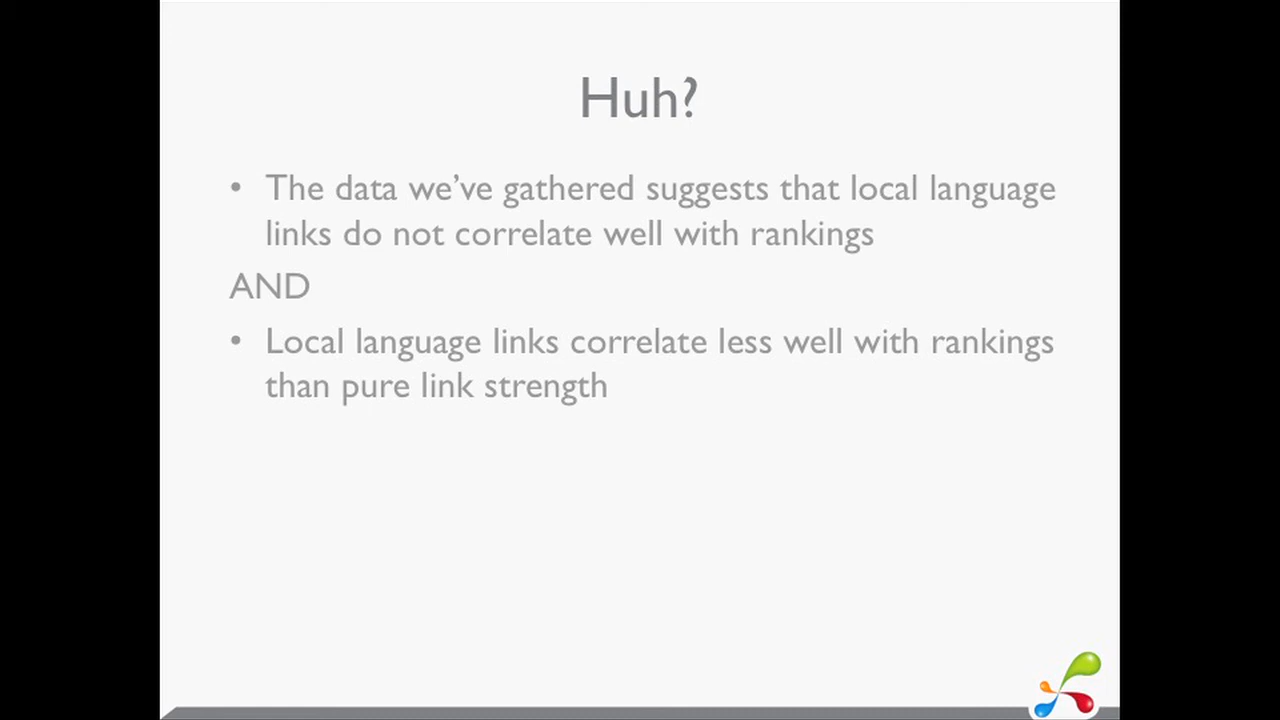 Huh?
• The data we've gathered suggests that local language
links do not correlate well with rankings
AND
• Local language links correlate less well with rankings
than pure link strength